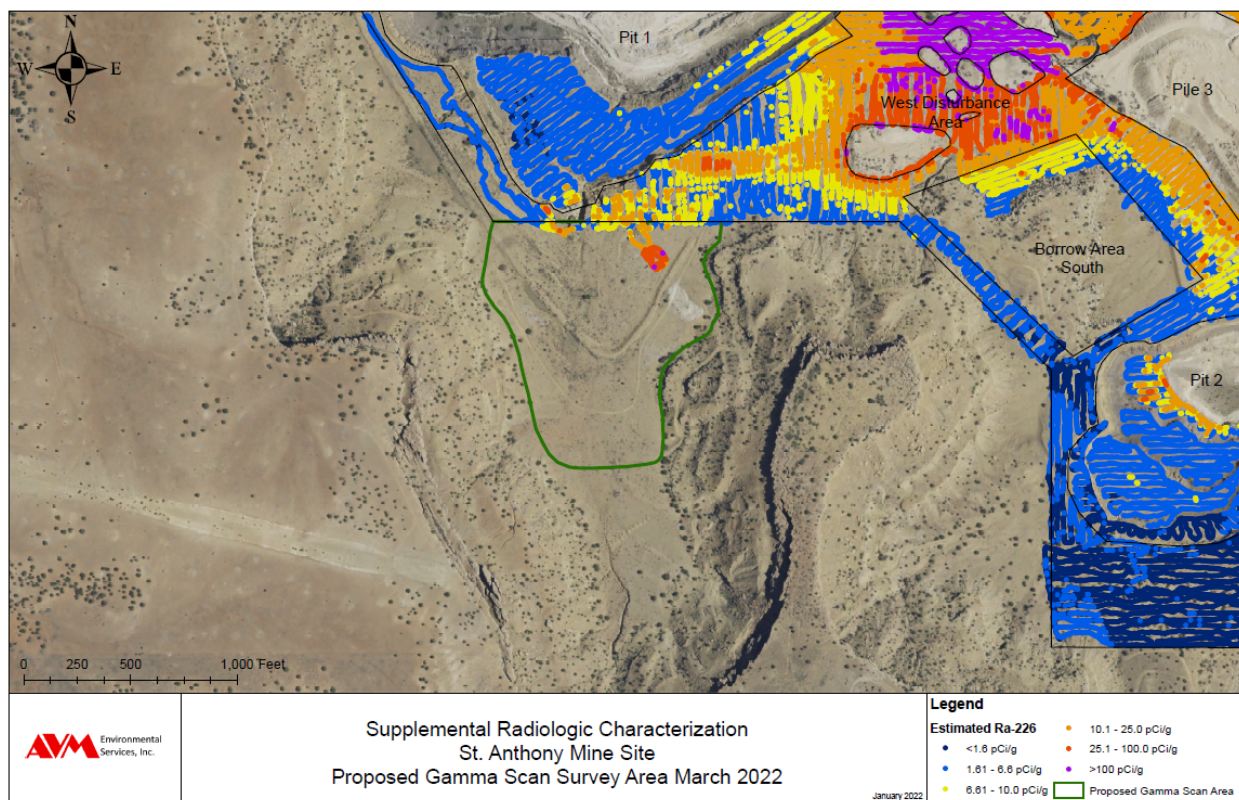 N
W
E
S
Pit 1
Pile 3
West Disturbance
Area
Borrow Area
South
Pit 2
0 250 500 1,000 Feet
AVM Environmental
Services, Inc.
Supplemental Radiologic Characterization
St. Anthony Mine Site
Proposed Gamma Scan Survey Area March 2022
January 2022
Legend
Estimated Ra-226
<1.6 pCi/g
1.61 - 6.6 pCi/g
6.61 - 10.0 pCi/g
10.1 - 25.0 pCi/g
25.1 - 100.0 pCi/g
>100 pCi/g
Proposed Gamma Scan Area